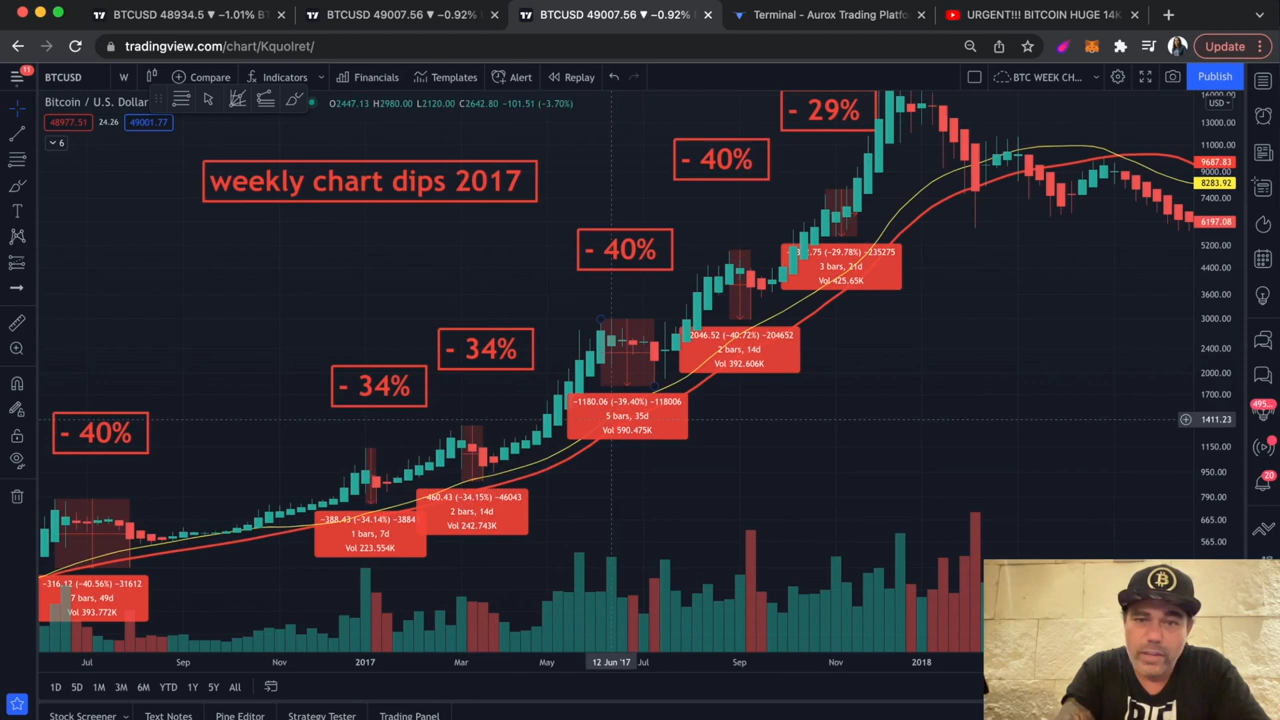 BTCUSD 48934.5 ▼ −1.01%
BTCUSD 49007.56 ▼ −0.92%
BTCUSD 49007.56 ▼ −0.92%
Terminal - Aurox Trading Platfo
URGENT!!! BITCOIN HUGE 14K
tradingview.com/chart/Kquolret/
Update
11
BTCUSD
W
Compare
Indicators
Financials
Templates
Alert
Replay
BTC WEEK CH...
Publish
Bitcoin / U.S. Dollar
O2447.13 H2980.00 L2120.00 C2642.80 −101.51 (−3.70%)
48977.51
24.26
49001.77
6
USD
weekly chart dips 2017
- 29%
- 40%
- 40%
- 34%
- 34%
- 40%
(−29.78%) −235275
3 bars, 21d
Vol 425.65K
2046.52 (−40.72%) −204652
2 bars, 14d
Vol 392.606K
−1180.06 (−39.40%) −118006
5 bars, 35d
Vol 590.475K
−460.43 (−34.15%) −46043
2 bars, 14d
Vol 242.743K
−388.43 (−34.14%) −3884
1 bars, 7d
Vol 223.554K
−316.12 (−40.56%) −31612
7 bars, 49d
Vol 393.772K
16000.00
13000.00
11000.00
9687.83
9000.00
8283.92
7400.00
6197.08
5200.00
4400.00
3600.00
3000.00
2400.00
2000.00
1700.00
1411.23
1150.00
950.00
790.00
665.00
565.00
495...
20
Jul
Sep
Nov
2017
Mar
May
12 Jun '17
Jul
Sep
Nov
2018
1D
5D
1M
3M
6M
YTD
1Y
5Y
All
Stock Screener
Text Notes
Pine Editor
Strategy Tester
Trading Panel